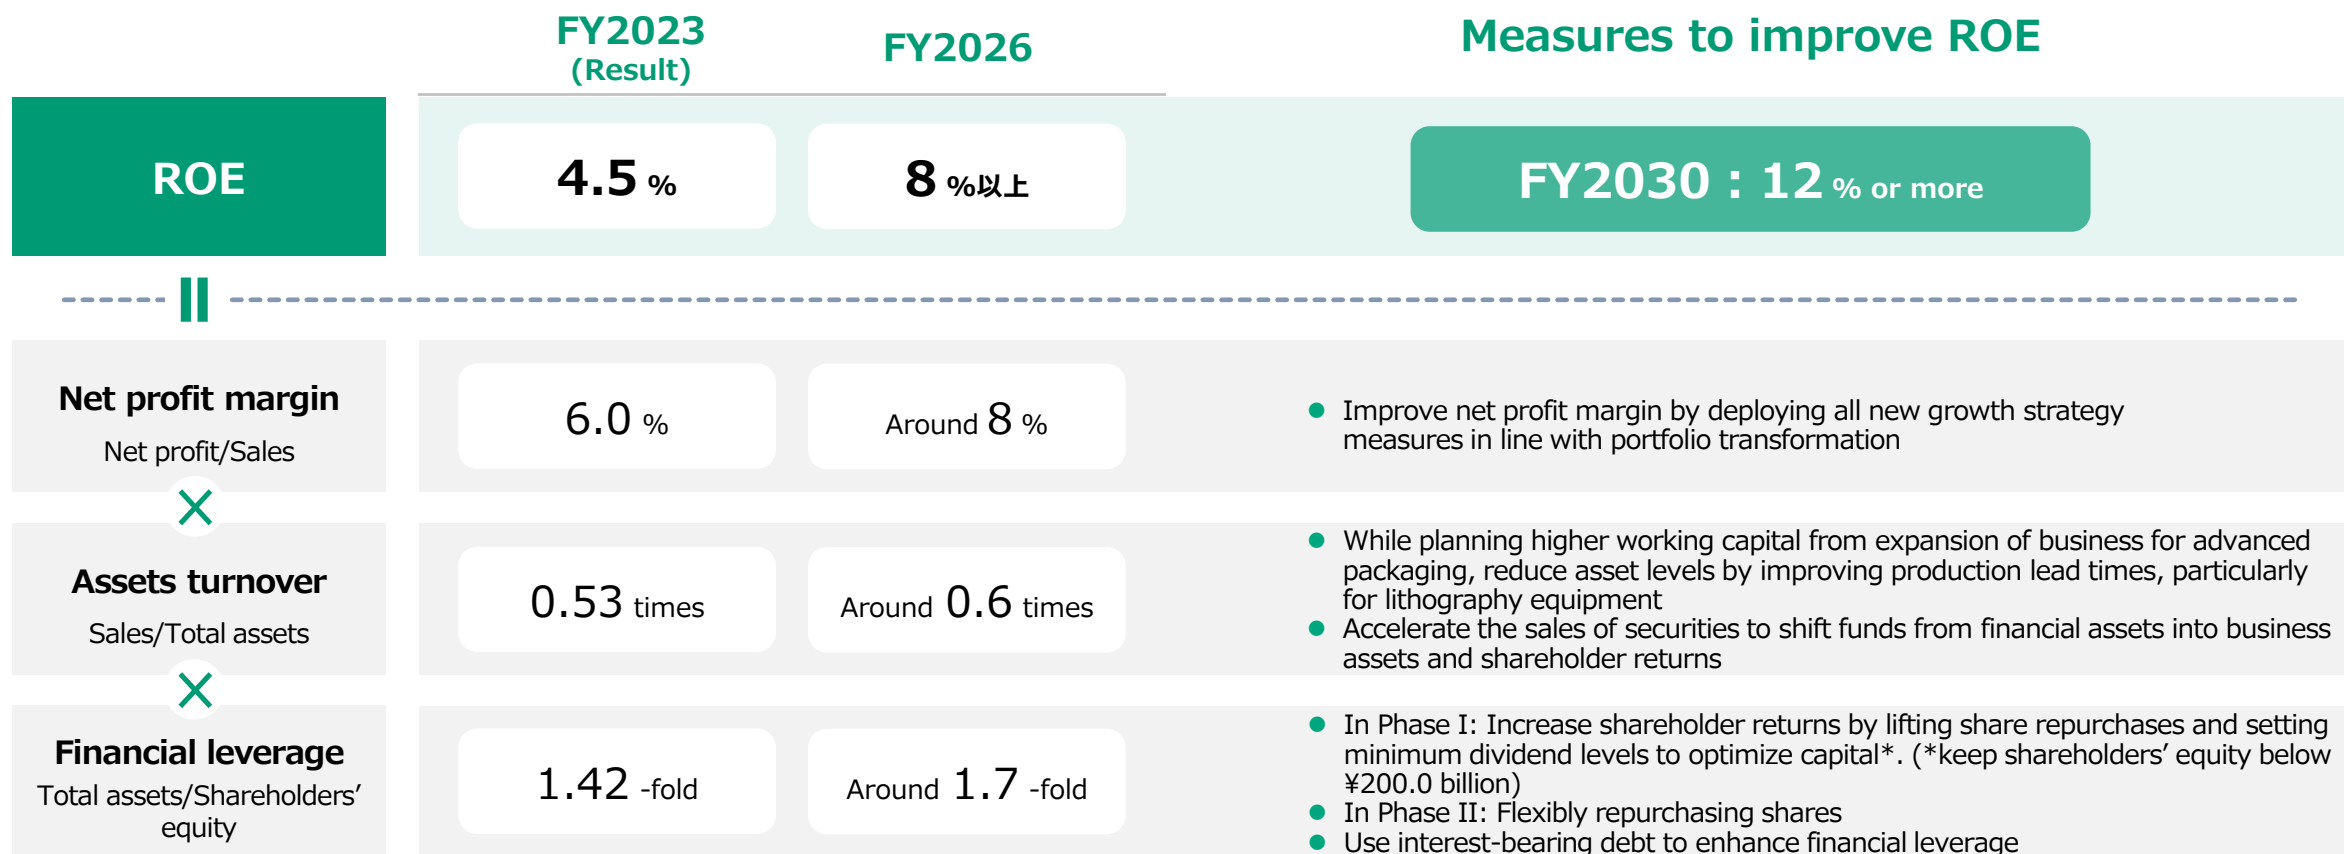 FY2023
(Result)
FY2026
Measures to improve ROE
ROE
4.5 %
8 %以上
FY2030：12 % or more
Net profit margin
Net profit/Sales
6.0 %
Around 8 %
● Improve net profit margin by deploying all new growth strategy
measures in line with portfolio transformation
×
Assets turnover
Sales/Total assets
0.53 times
Around 0.6 times
● While planning higher working capital from expansion of business for advanced
packaging, reduce asset levels by improving production lead times, particularly
for lithography equipment
● Accelerate the sales of securities to shift funds from financial assets into business
assets and shareholder returns
×
Financial leverage
Total assets/Shareholders’
equity
1.42 -fold
Around 1.7 -fold
● In Phase I: Increase shareholder returns by lifting share repurchases and setting
minimum dividend levels to optimize capital*. (*keep shareholders’ equity below
¥200.0 billion)
● In Phase II: Flexibly repurchasing shares
● Use interest-bearing debt to enhance financial leverage